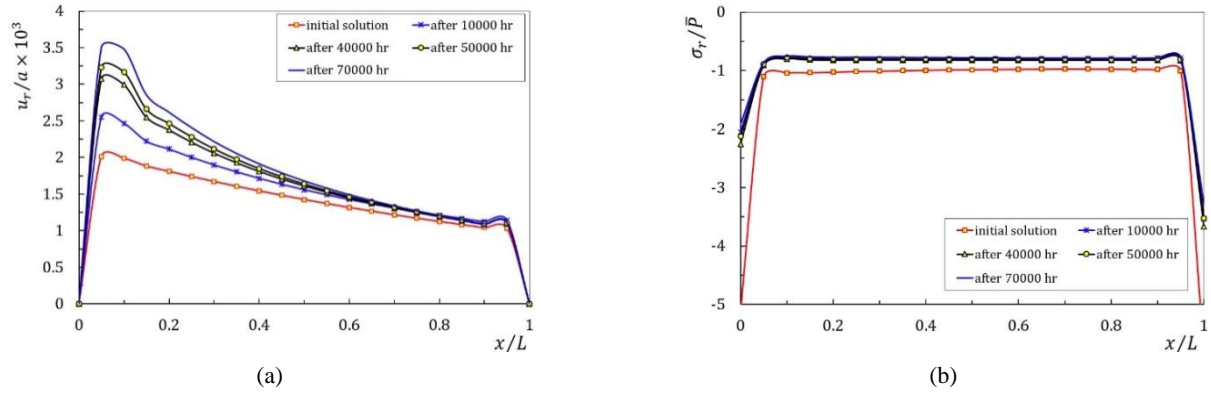 u_r/a × 10³
4
3.5
3
2.5
2
1.5
1
0.5
0
initial solution
after 10000 hr
after 40000 hr
after 50000 hr
after 70000 hr
0 0.2 0.4 0.6 0.8 1
x/L
(a)
σ_r/P̅
0
-1
-2
-3
-4
-5
initial solution
after 10000 hr
after 40000 hr
after 50000 hr
after 70000 hr
0 0.2 0.4 0.6 0.8 1
x/L
(b)